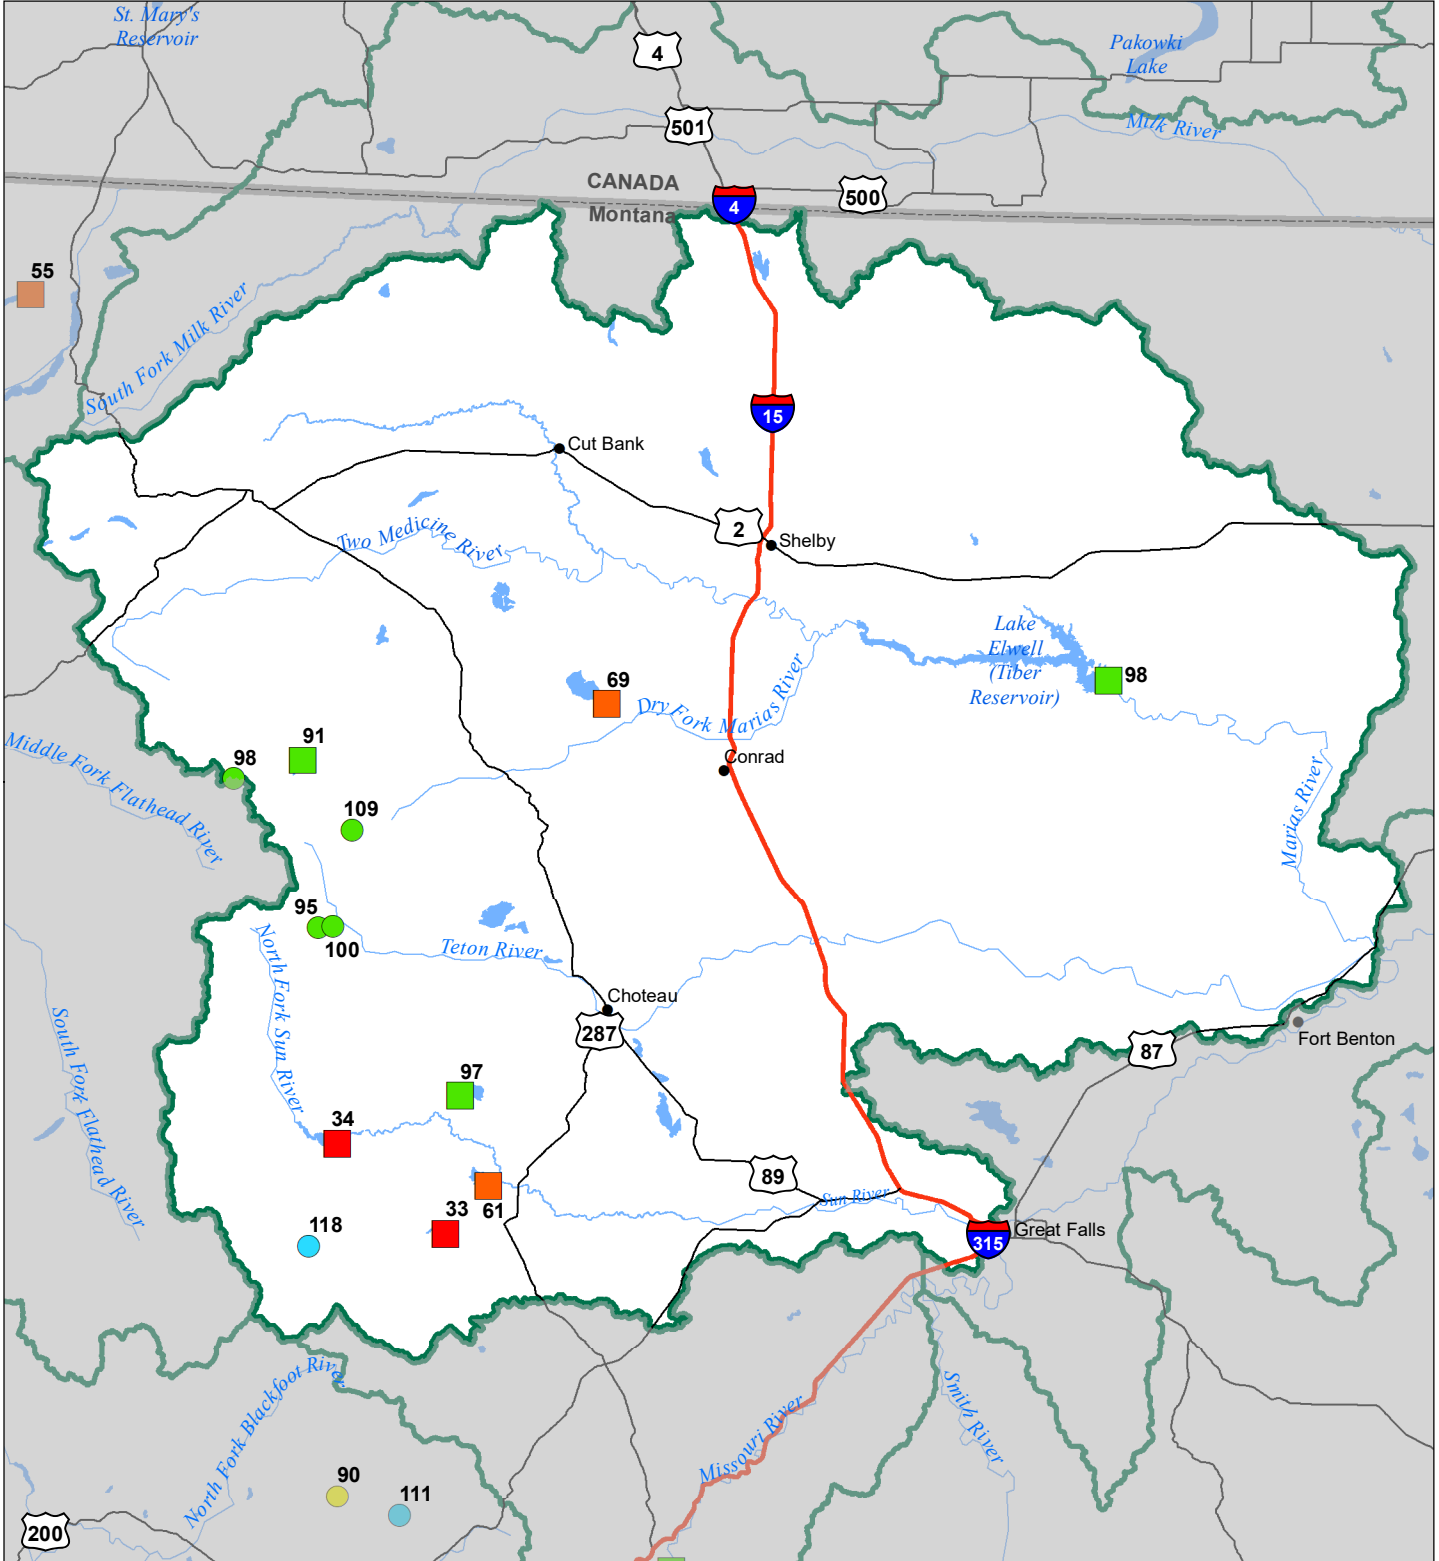 St. Mary's
Reservoir
4
Pakowki
Lake
501
Milk River
CANADA
Montana
4
500
55
South Fork Milk River
15
Cut Bank
2
Shelby
Two Medicine River
Lake
Elwell
(Tiber
Reservoir)
98
69
Dry Fork Marias River
Conrad
Middle Fork Flathead River
98
91
109
Marias River
95
100
North Fork Sun River
Teton River
Choteau
287
South Fork Flathead River
87
Fort Benton
97
34
61
33
118
89
Sun River
315
Great Falls
North Fork Blackfoot River
Missouri River
Smith River
90
111
200